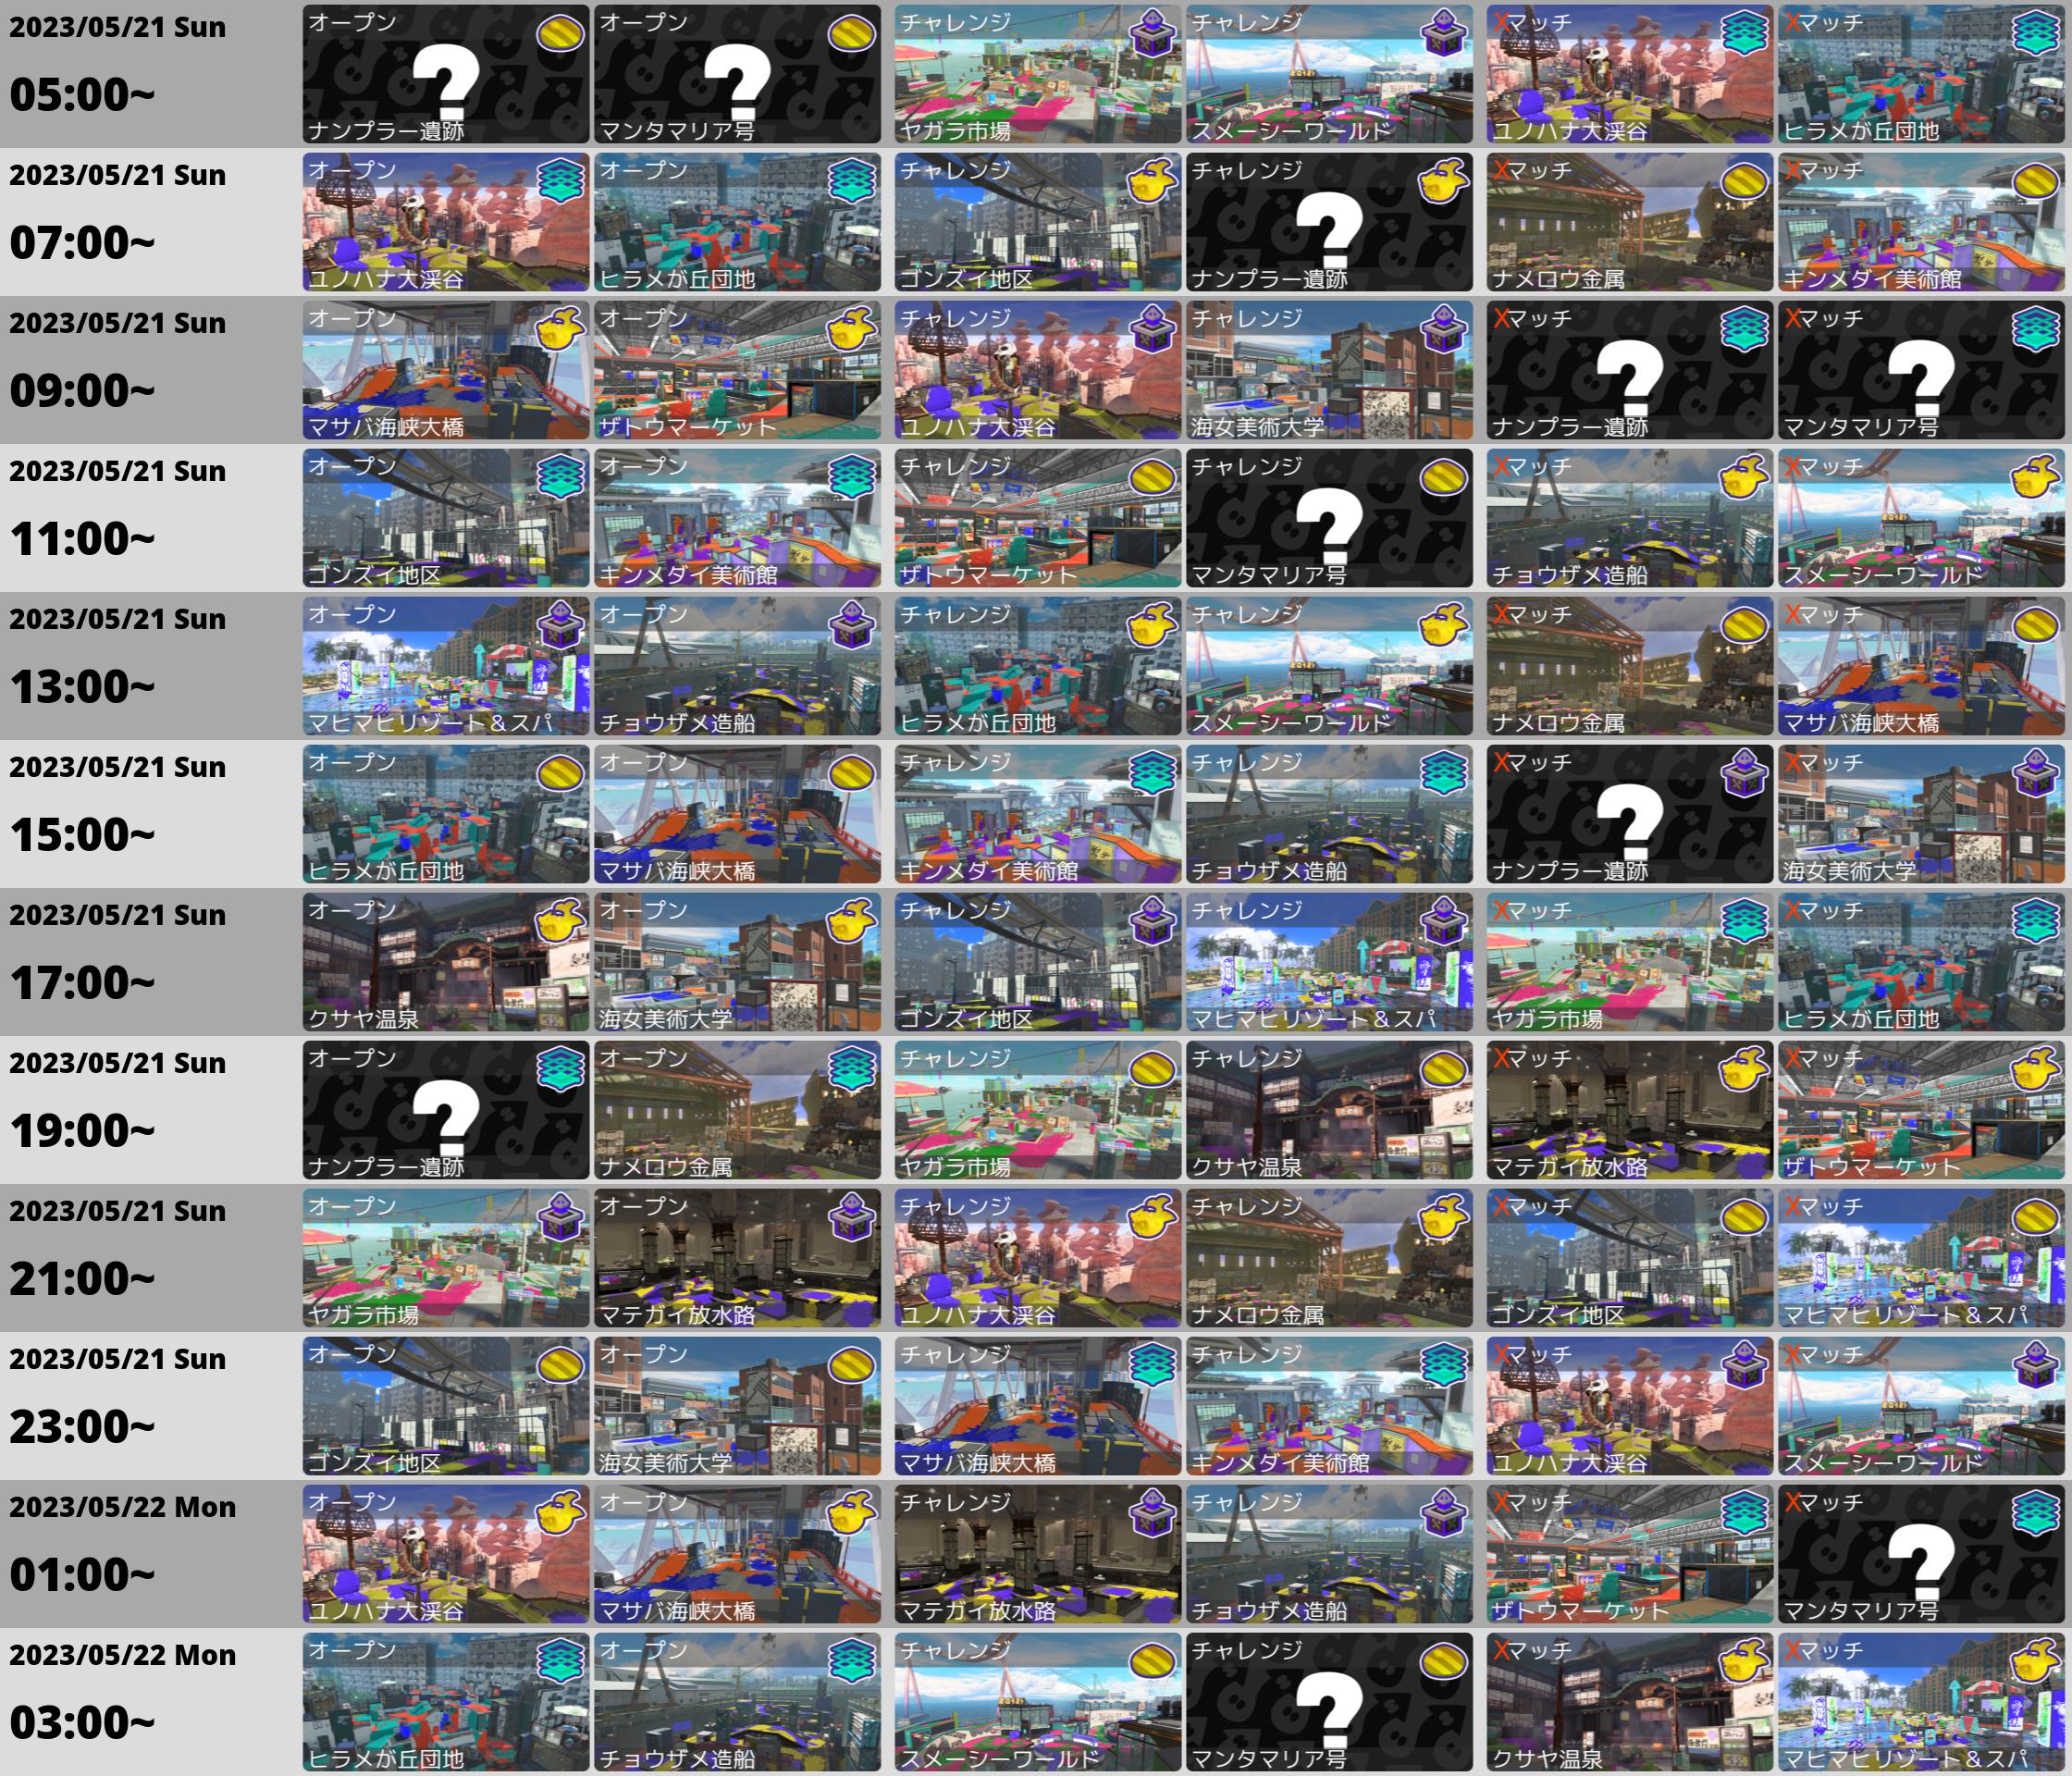 2023/05/21 Sun
05:00~
オープン オープン チャレンジ チャレンジ Xマッチ Xマッチ
ナンプラー遺跡 マンタマリア号 ヤガラ市場 スメーシーワールド ユノハナ大渓谷 ヒラメが丘団地
2023/05/21 Sun
07:00~
オープン オープン チャレンジ チャレンジ Xマッチ Xマッチ
ユノハナ大渓谷 ヒラメが丘団地 ゴンズイ地区 ナンプラー遺跡 ナメロウ金属 キンメダイ美術館
2023/05/21 Sun
09:00~
オープン オープン チャレンジ チャレンジ Xマッチ Xマッチ
マサバ海峡大橋 ザトウマーケット ユノハナ大渓谷 海女美術大学 ナンプラー遺跡 マンタマリア号
2023/05/21 Sun
11:00~
オープン オープン チャレンジ チャレンジ Xマッチ Xマッチ
ゴンズイ地区 キンメダイ美術館 ザトウマーケット マンタマリア号 チョウザメ造船 スメーシーワールド
2023/05/21 Sun
13:00~
オープン オープン チャレンジ チャレンジ Xマッチ Xマッチ
マヒマヒリゾート＆スパ チョウザメ造船 ヒラメが丘団地 スメーシーワールド ナメロウ金属 マサバ海峡大橋
2023/05/21 Sun
15:00~
オープン オープン チャレンジ チャレンジ Xマッチ Xマッチ
ヒラメが丘団地 マサバ海峡大橋 キンメダイ美術館 チョウザメ造船 ナンプラー遺跡 海女美術大学
2023/05/21 Sun
17:00~
オープン オープン チャレンジ チャレンジ Xマッチ Xマッチ
クサヤ温泉 海女美術大学 ゴンズイ地区 マヒマヒリゾート＆スパ ヤガラ市場 ヒラメが丘団地
2023/05/21 Sun
19:00~
オープン オープン チャレンジ チャレンジ Xマッチ Xマッチ
ナンプラー遺跡 ナメロウ金属 ヤガラ市場 クサヤ温泉 マテガイ放水路 ザトウマーケット
2023/05/21 Sun
21:00~
オープン オープン チャレンジ チャレンジ Xマッチ Xマッチ
ヤガラ市場 マテガイ放水路 ユノハナ大渓谷 ナメロウ金属 ゴンズイ地区 マヒマヒリゾート＆スパ
2023/05/21 Sun
23:00~
オープン オープン チャレンジ チャレンジ Xマッチ Xマッチ
ゴンズイ地区 海女美術大学 マサバ海峡大橋 キンメダイ美術館 ユノハナ大渓谷 スメーシーワールド
2023/05/22 Mon
01:00~
オープン オープン チャレンジ チャレンジ Xマッチ Xマッチ
ユノハナ大渓谷 マサバ海峡大橋 マテガイ放水路 チョウザメ造船 ザトウマーケット マンタマリア号
2023/05/22 Mon
03:00~
オープン オープン チャレンジ チャレンジ Xマッチ Xマッチ
ヒラメが丘団地 チョウザメ造船 スメーシーワールド マンタマリア号 クサヤ温泉 マヒマヒリゾート＆スパ